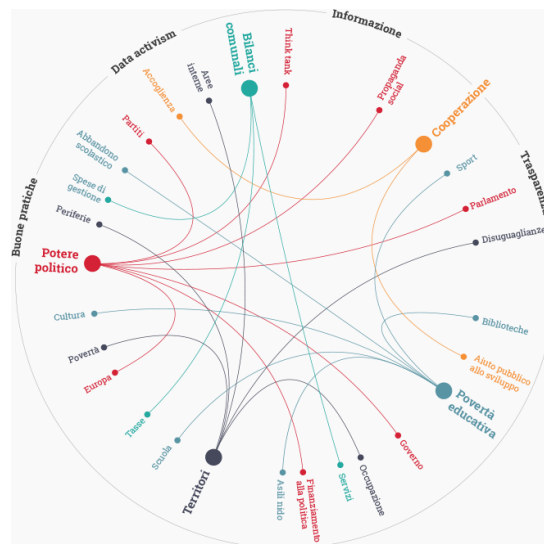 Informazione
Data activism
Think tank
Bilanci
comunali
Aree
interne
Accoglienza
Propaganda
social
Cooperazione
Partiti
Abbandono
scolastico
Sport
Trasparenza
Spese di
gestione
Buone pratiche
Parlamento
Periferie
Disuguaglianze
Potere
politico
Cultura
Biblioteche
Povertà
Aiuto pubblico
allo sviluppo
Europa
Povertà
educativa
Tasse
Scuola
Governo
Territori
Occupazione
Servizi
Asili nido
Finanziamento
alla politica